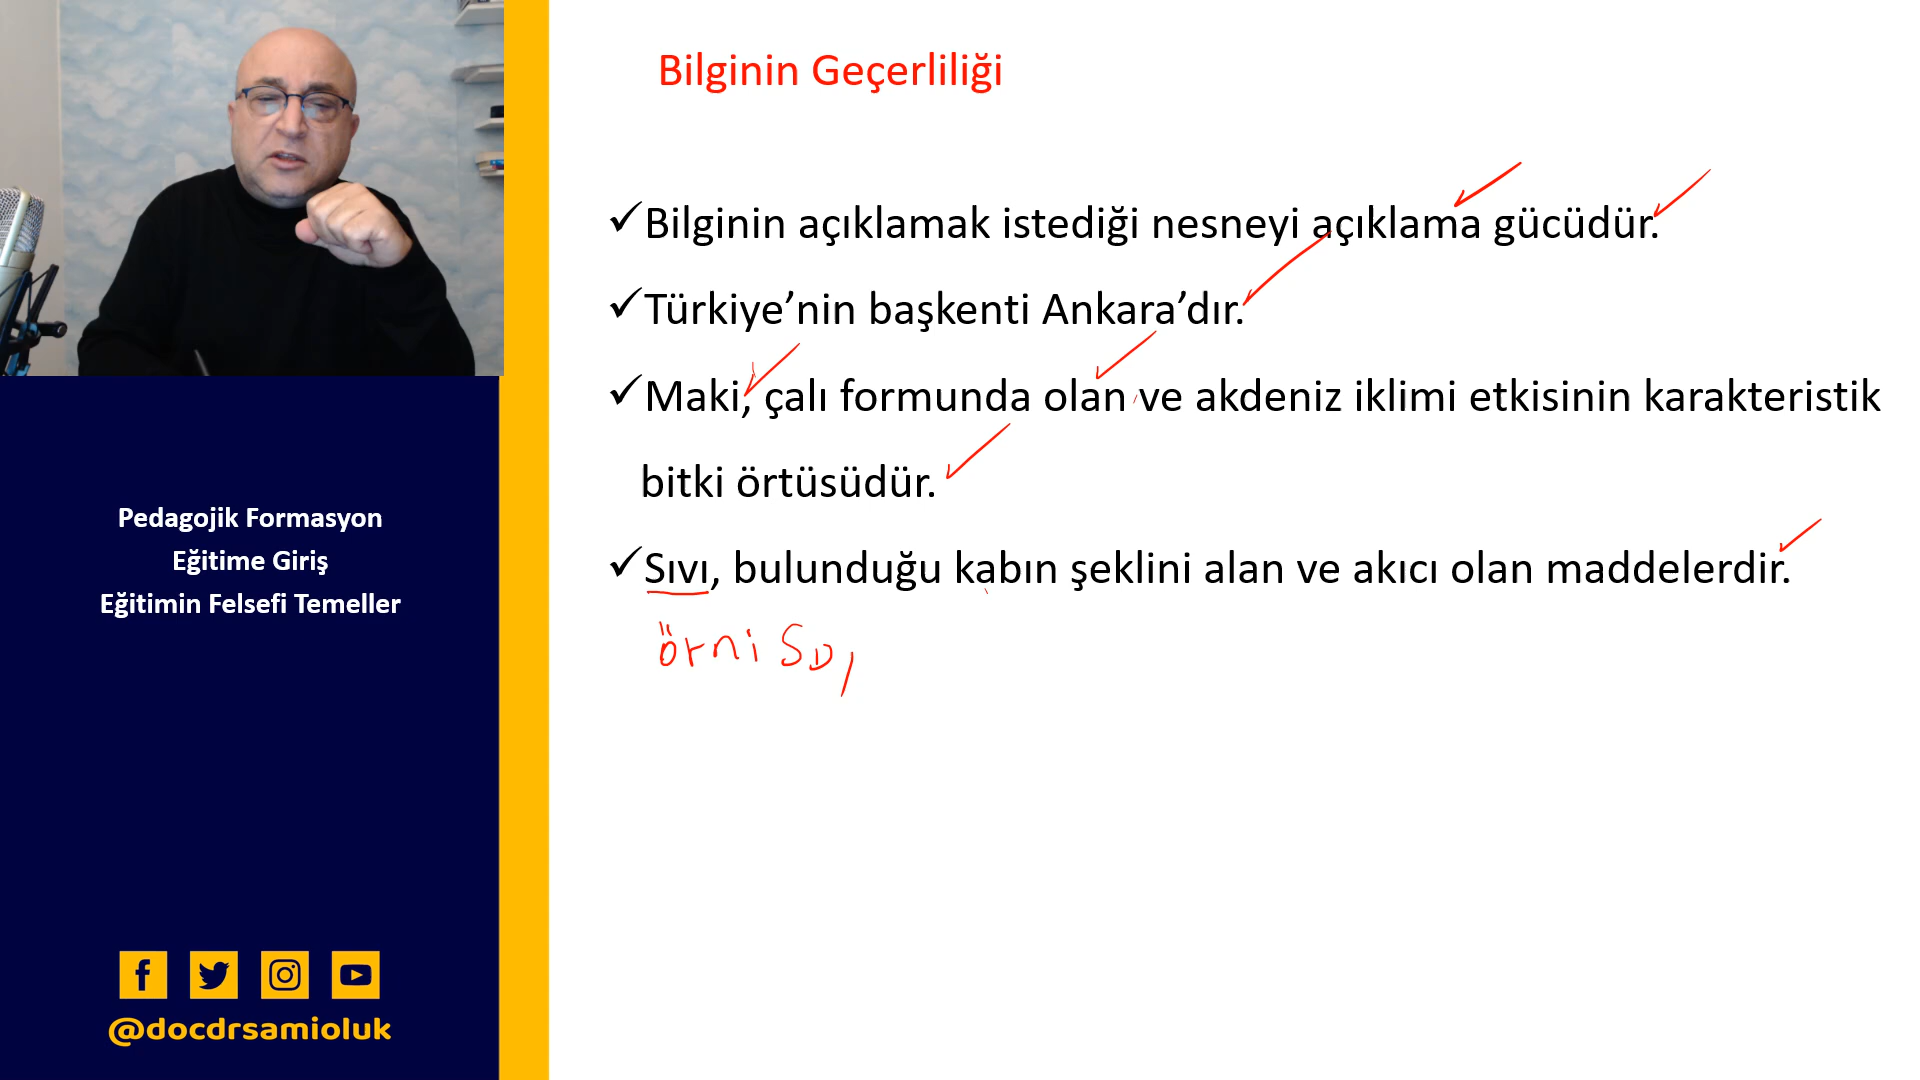 Bilginin Geçerliliği
Bilginin açıklamak istediği nesneyi açıklama gücüdür.
Türkiye’nin başkenti Ankara’dır.
Maki, çalı formunda olan ve akdeniz iklimi etkisinin karakteristik
bitki örtüsüdür.
Sıvı, bulunduğu kabın şeklini alan ve akıcı olan maddelerdir.
Pedagojik Formasyon
Eğitime Giriş
Eğitimin Felsefi Temeller
@docdrsamioluk